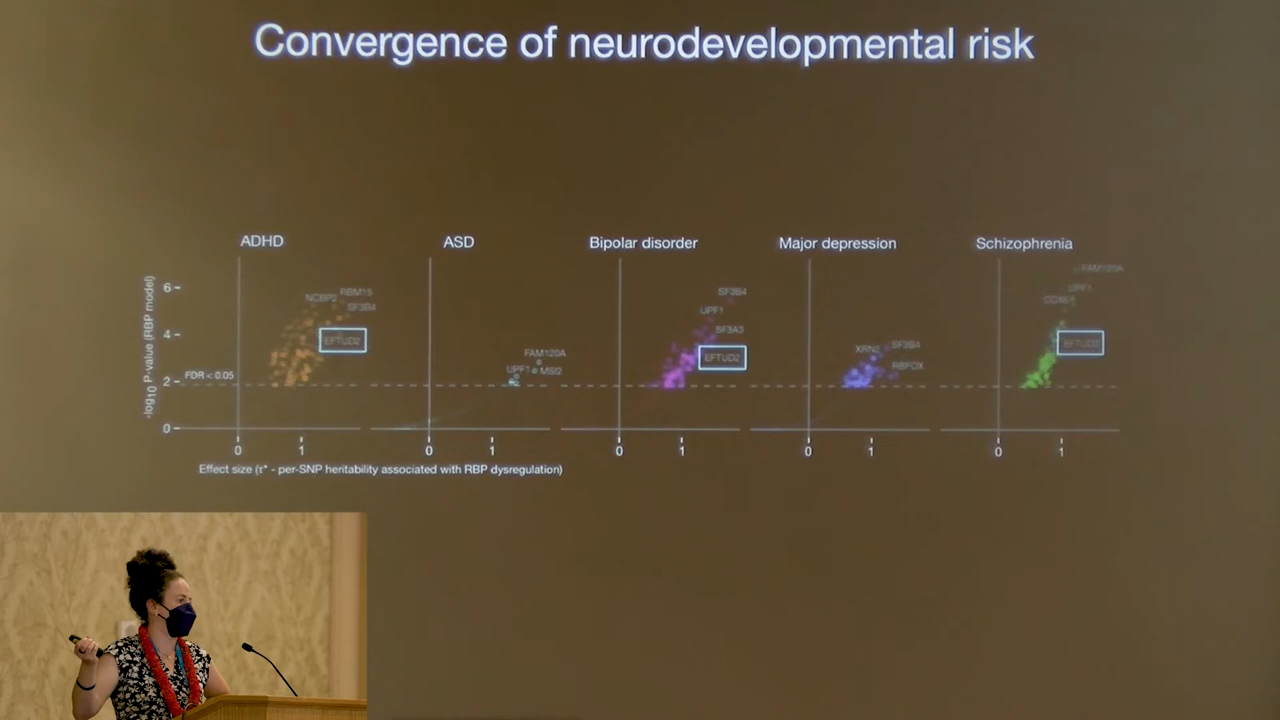 Convergence of neurodevelopmental risk
ADHD
ASD
Bipolar disorder
Major depression
Schizophrenia
-log10 P-value (RBP model)
6
4
2
0
FDR < 0.05
NCBP2
RBM15
SF3B4
EFTUD2
FAM120A
UPF1
MSI2
SF3B4
UPF1
SF3A3
EFTUD2
XRN2
SF3B4
RBFOX
FAM120A
UPF1
EFTUD2
0 1
0 1
0 1
0 1
0 1
Effect size (τ* - per-SNP heritability associated with RBP dysregulation)